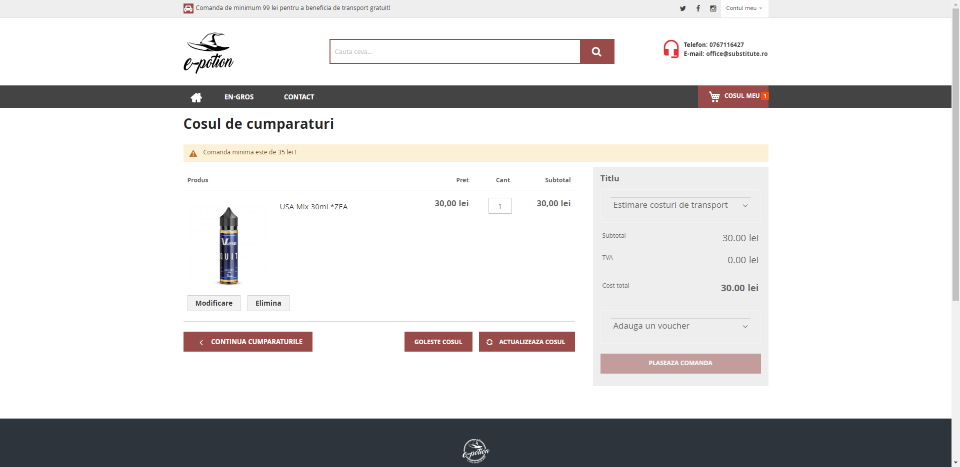 Comanda de minimum 99 lei pentru a beneficia de transport gratuit!
Contul meu
e-potion
Cauta ceva...
Telefon: 0767116427
E-mail: office@substitute.ro
EN-GROS
CONTACT
COSUL MEU 1
Cosul de cumparaturi
Comanda minima este de 35 lei !
Produs
Pret
Cant.
Subtotal
USA Mix 30ml *ZEA
30,00 lei
1
30,00 lei
Modificare
Elimina
CONTINUA CUMPARATURILE
GOLESTE COSUL
ACTUALIZEAZA COSUL
Titlu
Estimare costuri de transport
Subtotal
30.00 lei
TVA
0.00 lei
Cost total
30.00 lei
Adauga un voucher
PLASEAZA COMANDA
e-potion